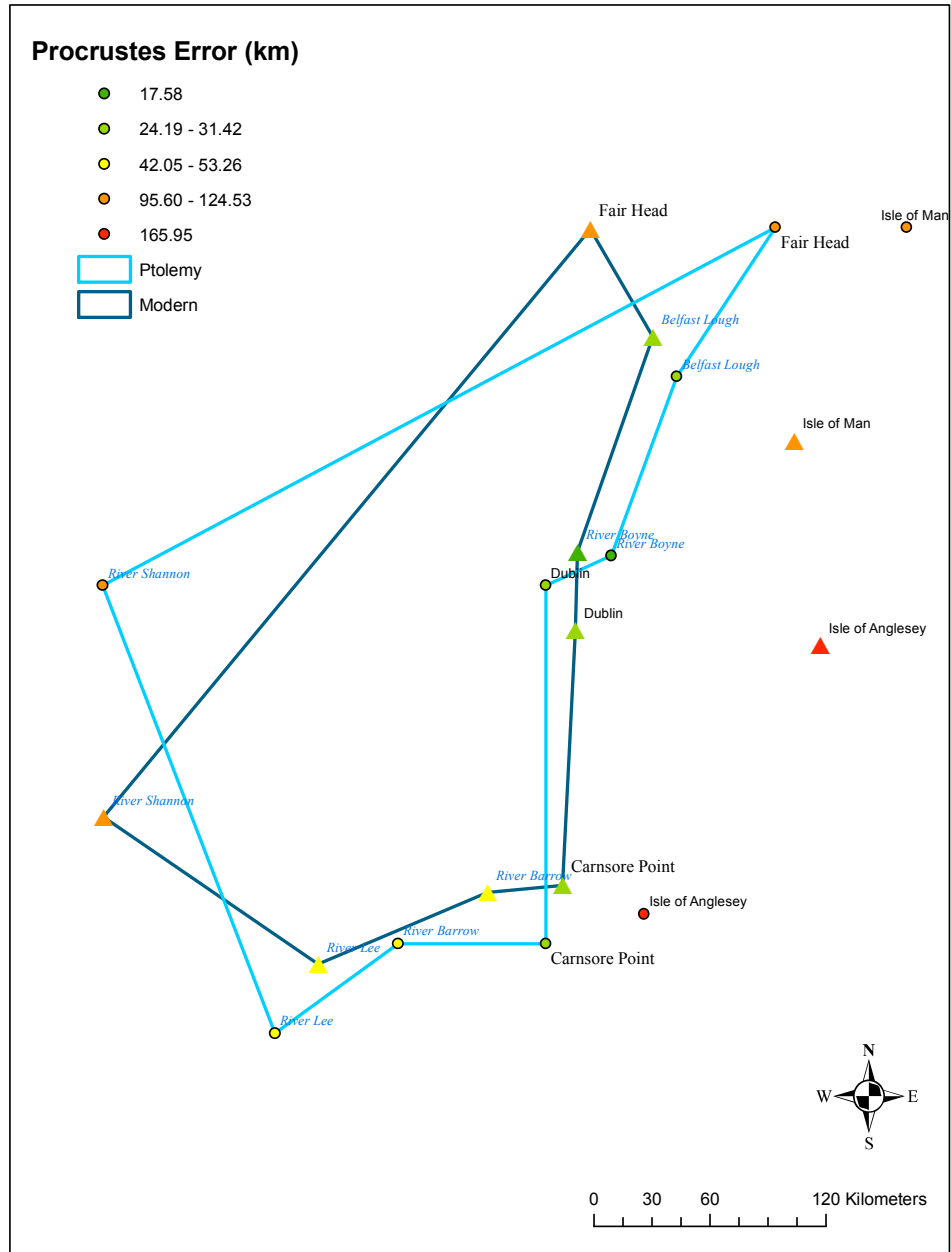 Procrustes Error (km)
17.58
24.19 - 31.42
42.05 - 53.26
95.60 - 124.53
165.95
Ptolemy
Modern
Fair Head
Isle of Man
Fair Head
Belfast Lough
Belfast Lough
Isle of Man
River Boyne
River Boyne
River Shannon
Dublin
Dublin
Isle of Anglesey
River Shannon
Carnsore Point
River Barrow
Isle of Anglesey
River Barrow
River Lee
Carnsore Point
River Lee
N
W E
S
0 30 60 120 Kilometers